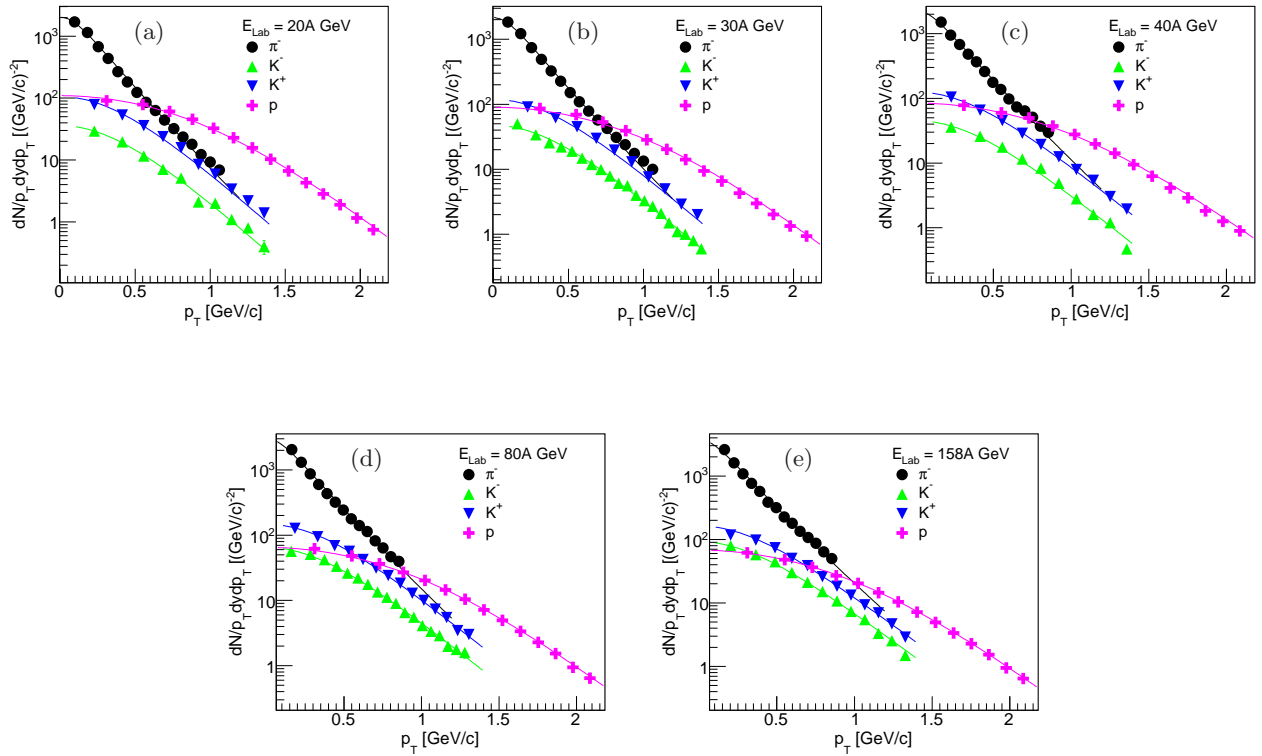 (a)
E_Lab = 20A GeV
π⁻
K⁻
K⁺
p
dN/p_T dydp_T [(GeV/c)⁻²]
10³
10²
10
1
0 0.5 1 1.5 2
p_T [GeV/c]
(b)
E_Lab = 30A GeV
π⁻
K⁻
K⁺
p
dN/p_T dydp_T [(GeV/c)⁻²]
10³
10²
10
1
0 0.5 1 1.5 2
p_T [GeV/c]
(c)
E_Lab = 40A GeV
π⁻
K⁻
K⁺
p
dN/p_T dydp_T [(GeV/c)⁻²]
10³
10²
10
1
0.5 1 1.5 2
p_T [GeV/c]
(d)
E_Lab = 80A GeV
π⁻
K⁻
K⁺
p
dN/p_T dydp_T [(GeV/c)⁻²]
10³
10²
10
1
0.5 1 1.5 2
p_T [GeV/c]
(e)
E_Lab = 158A GeV
π⁻
K⁻
K⁺
p
dN/p_T dydp_T [(GeV/c)⁻²]
10³
10²
10
1
0.5 1 1.5 2
p_T [GeV/c]